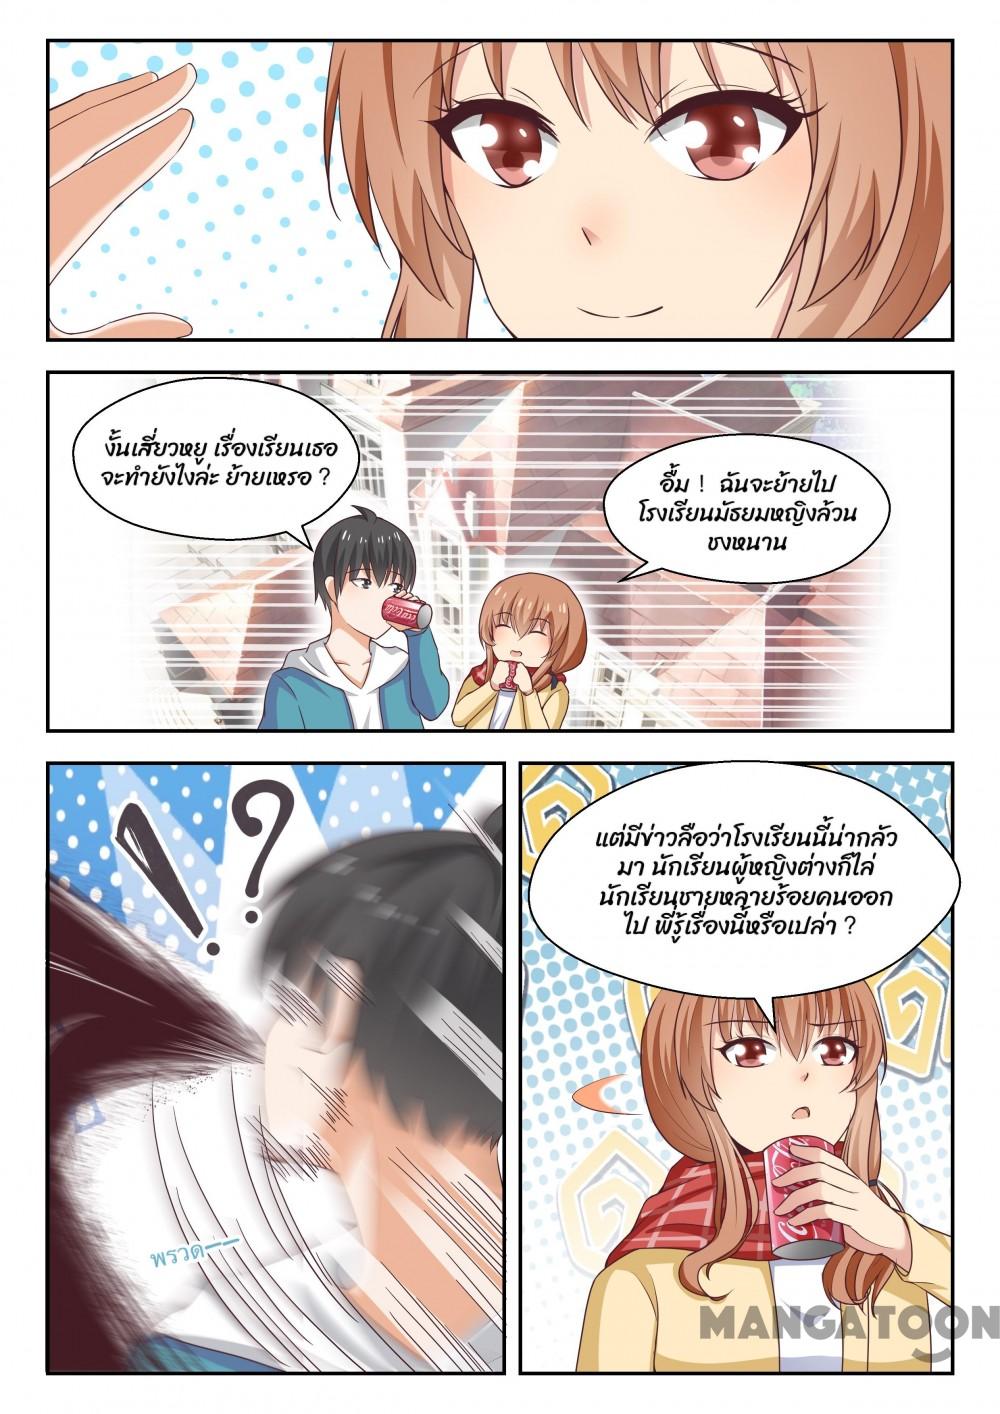 งั้นเสี่ยวหยู เรื่องเรียนเธอ
จะทำยังไงล่ะ ย้ายเหรอ ?
อื้ม ! ฉันจะย้ายไป
โรงเรียนมัธยมหญิงล้วน
ชงหนาน
! ?
พรวด——
แต่มีข่าวลือว่าโรงเรียนนี้น่ากลัว
มา นักเรียนผู้หญิงต่างก็ไล่
นักเรียนชายหลายร้อยคนออก
ไป พี่รู้เรื่องนี้หรือเปล่า ?
MANGATOON